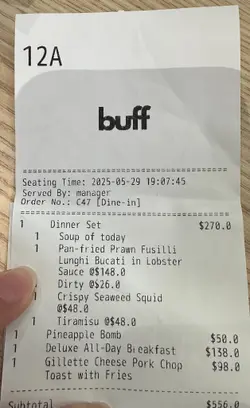 12A
buff
Seating Time: 2025-05-29 19:07:45
Served By: manager
Order No.: C47 [Dine-in]
1 Dinner Set $270.0
1 Soup of today
1 Pan-fried Prawn Fusilli
Lunghi Bucati in Lobster
Sauce @$148.0
Dirty @$26.0
1 Crispy Seaweed Squid
@$48.0
1 Tiramisu @$48.0
1 Pineapple Bomb $50.0
1 Deluxe All-Day Breakfast $138.0
1 Gillette Cheese Pork Chop $98.0
Toast with Fries
Subtotal $556.0